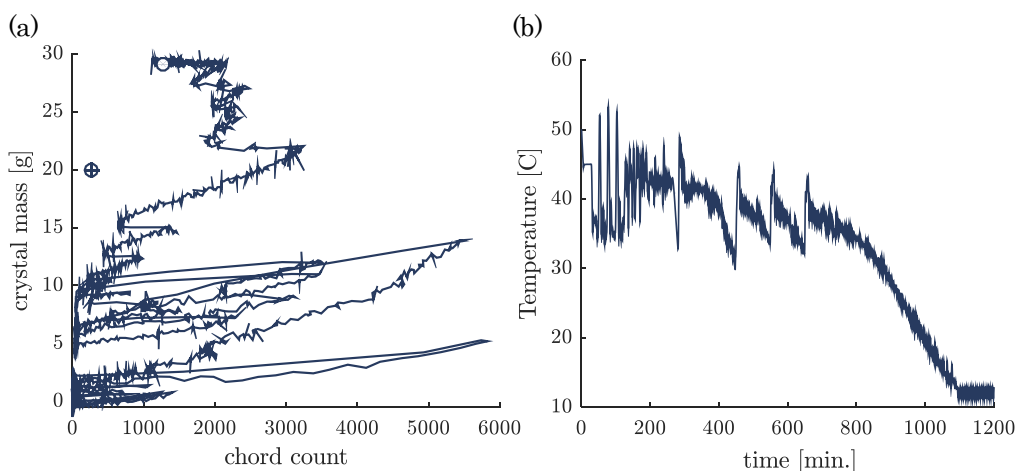 (a)
crystal mass [g]
30
25
20
15
10
5
0
0 1000 2000 3000 4000 5000 6000
chord count
(b)
Temperature [C]
60
50
40
30
20
10
0 200 400 600 800 1000 1200
time [min.]